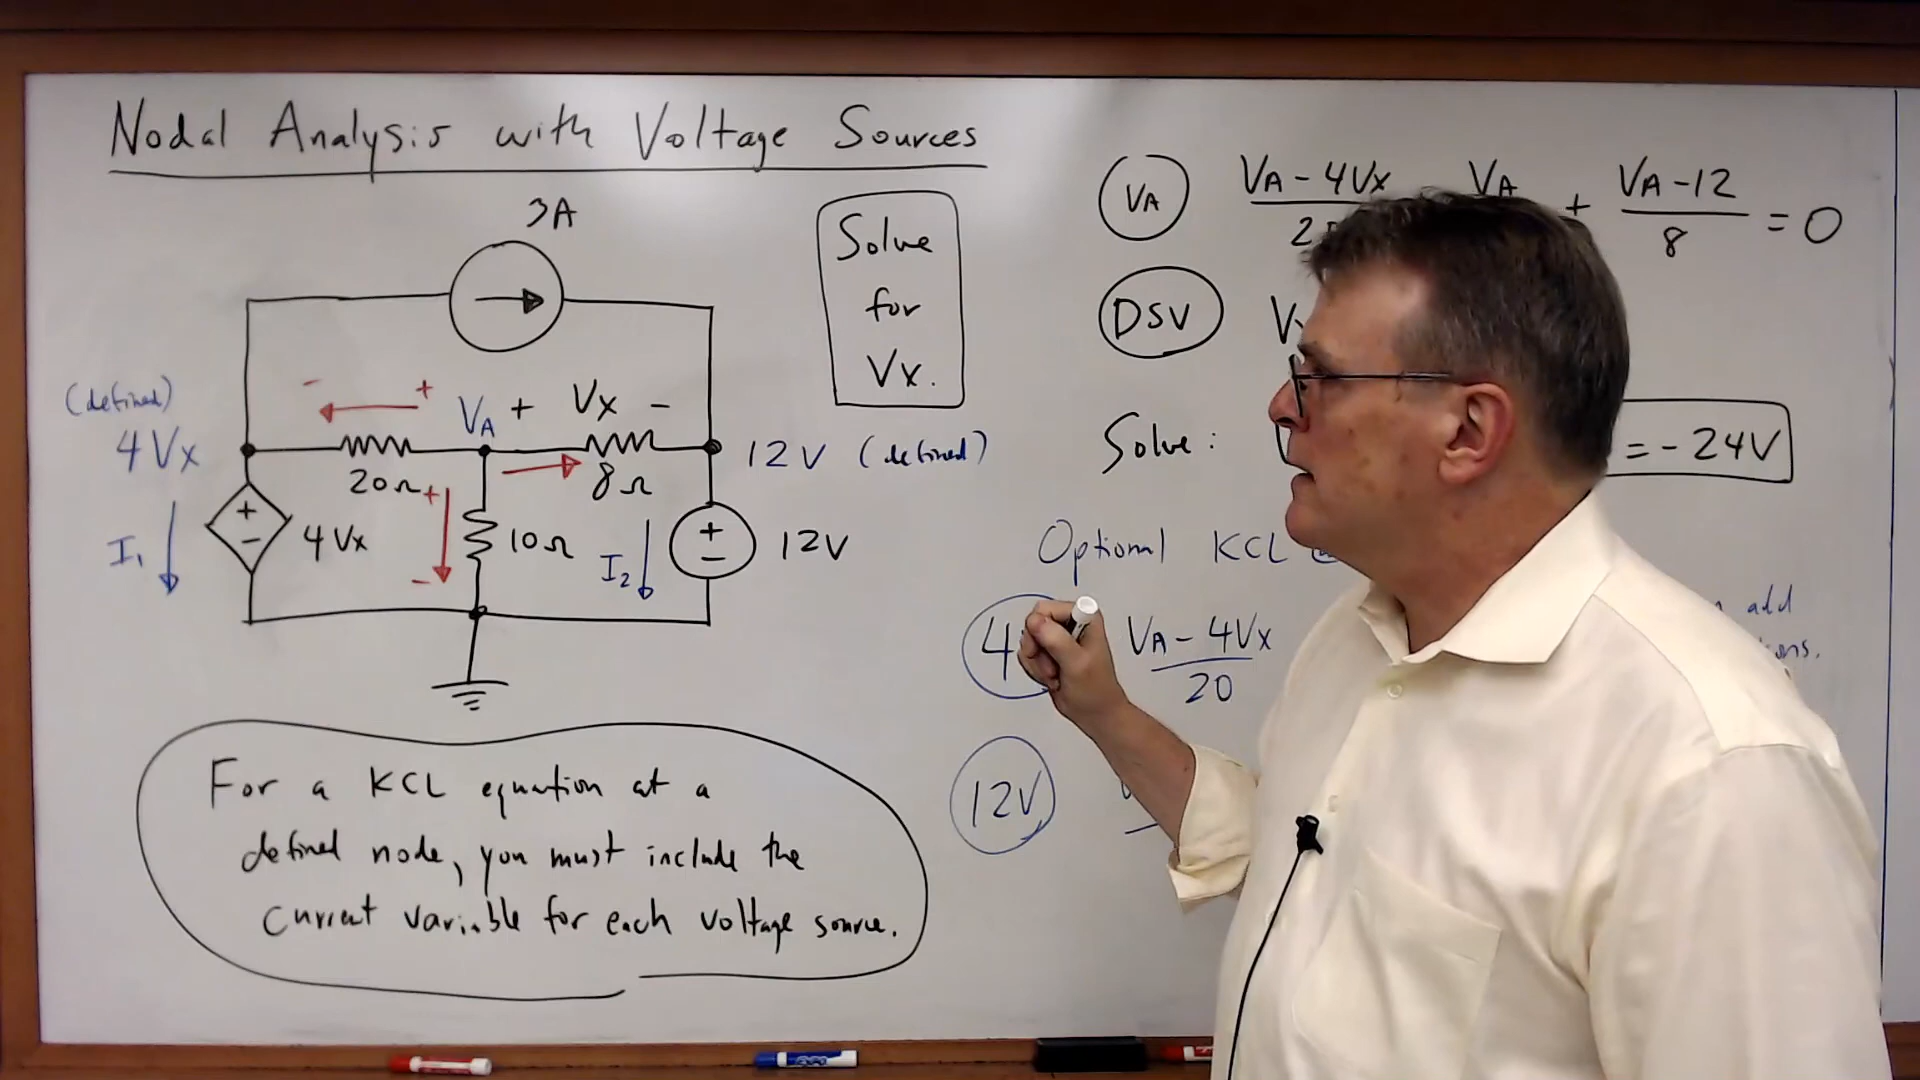 Nodal Analysis with Voltage Sources
3A
Solve
for
Vx.
(defined)
4Vx
- +
VA
+ Vx -
12V (defined)
20Ω
8Ω
+
-
+
-
4Vx
I1
10Ω
I2
+
-
12V
For a KCL equation at a
defined node, you must include the
current variable for each voltage source.
VA
VA - 4Vx
VA
+
VA - 12
8
= 0
DSV
Solve:
= -24V
Optional KCL
add
4
VA - 4Vx
20
12V